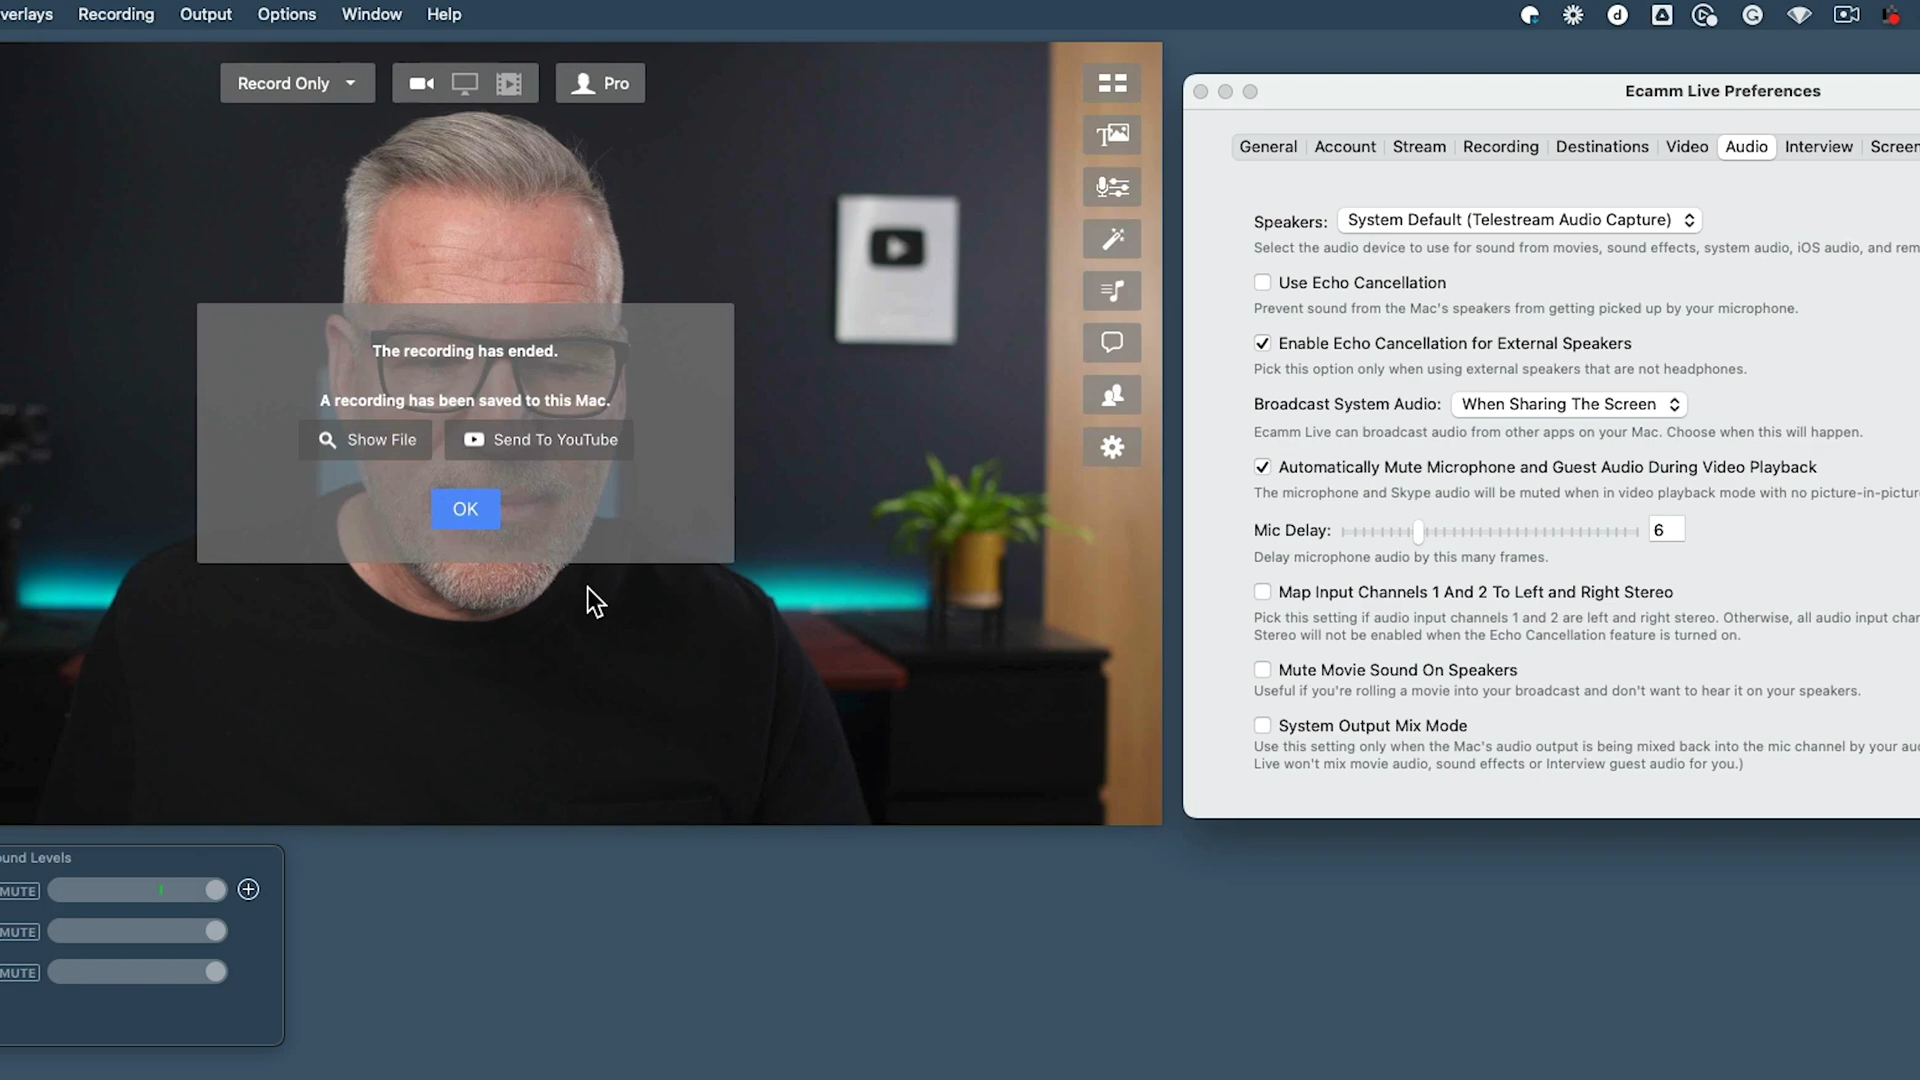 Recording
Output
Options
Window
Help
Record Only
Pro
The recording has ended.
A recording has been saved to this Mac.
Show File
Send To YouTube
OK
Ecamm Live Preferences
General
Account
Stream
Recording
Destinations
Video
Audio
Interview
Screen
Speakers: System Default (Telestream Audio Capture)
Select the audio device to use for sound from movies, sound effects, system audio, iOS audio, and
Use Echo Cancellation
Prevent sound from the Mac's speakers from getting picked up by your microphone.
Enable Echo Cancellation for External Speakers
Pick this option only when using external speakers that are not headphones.
Broadcast System Audio: When Sharing The Screen
Ecamm Live can broadcast audio from other apps on your Mac. Choose when this will happen.
Automatically Mute Microphone and Guest Audio During Video Playback
The microphone and Skype audio will be muted when in video playback mode with no
Mic Delay: 6
Delay microphone audio by this many frames.
Map Input Channels 1 And 2 To Left and Right Stereo
Pick this setting if audio input channels 1 and 2 are left and right stereo. Otherwise, all audio input
Stereo will not be enabled when the Echo Cancellation feature is turned on.
Mute Movie Sound On Speakers
Useful if you're rolling a movie into your broadcast and don't want to hear it on your speakers.
System Output Mix Mode
Use this setting only when the Mac's audio output is being mixed back into the mic channel by your
Live won't mix movie audio, sound effects or Interview guest audio for you.)
Levels
MUTE
MUTE
MUTE